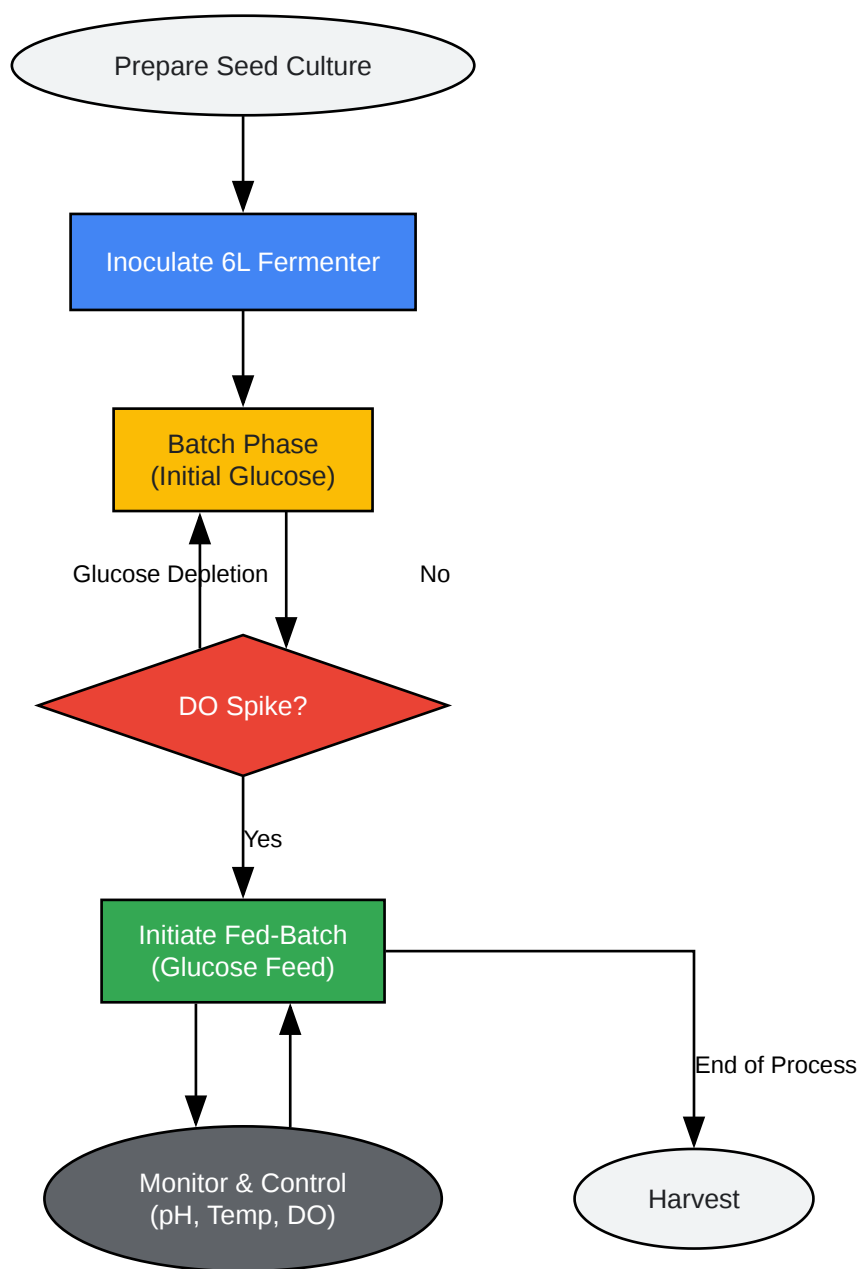 Prepare Seed Culture
Inoculate 6L Fermenter
Batch Phase
(Initial Glucose)
Glucose Depletion
No
DO Spike?
Yes
Initiate Fed-Batch
(Glucose Feed)
End of Process
Monitor & Control
(pH, Temp, DO)
Harvest